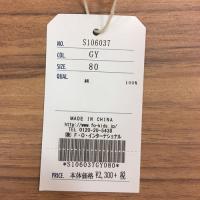 NO. S106037
COL. GY
SIZE. 80
QUAL.
綿 100%
MADE IN CHINA
http://www.fo-kids.jp/
TEL 0120-29-5438
(株)F・O・インターナショナル
*S106037GY080*
PRICE. 本体価格 ¥2,300+税